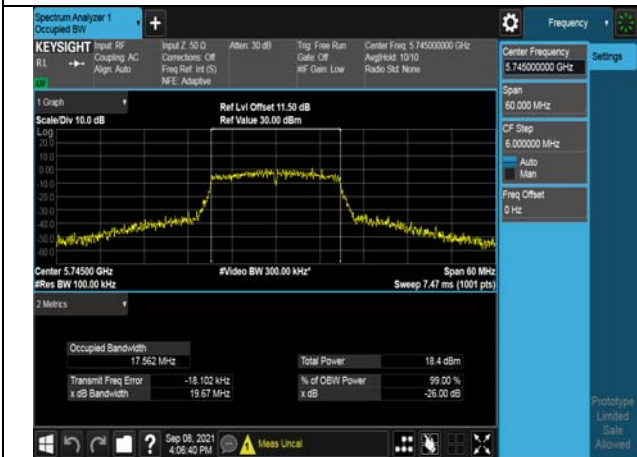 Spectrum Analyzer 1
Occupied BW
+
Frequency
KEYSIGHT
RL
Input: RF
Coupling: AC
Align: Auto
Input Z: 50 Ω
Corrections: Off
Freq Ref: Int (S)
NFE: Adaptive
Atten: 30 dB
Trig: Free Run
Gate: Off
#IF Gain: Low
Center Freq: 5.745000000 GHz
Avg|Hold: 10/10
Radio Std: None
1 Graph
Scale/Div 10.0 dB
Ref Lvl Offset 11.50 dB
Ref Value 30.00 dBm
Log
20.0
10.0
0.00
-10.0
-20.0
-30.0
-40.0
-50.0
-60.0
Center 5.74500 GHz
#Res BW 100.00 kHz
#Video BW 300.00 kHz*
Span 60 MHz
Sweep 7.47 ms (1001 pts)
2 Metrics
Occupied Bandwidth
17.562 MHz
Total Power 18.4 dBm
Transmit Freq Error -18.102 kHz
% of OBW Power 99.00 %
x dB Bandwidth 19.67 MHz
x dB -26.00 dB
Center Frequency
5.745000000 GHz
Settings
Span
60.000 MHz
CF Step
6.000000 MHz
Auto
Man
Freq Offset
0 Hz
Prototype
Limited
Sale
Allowed
?
Sep 08, 2021
4:06:40 PM
Meas Uncal